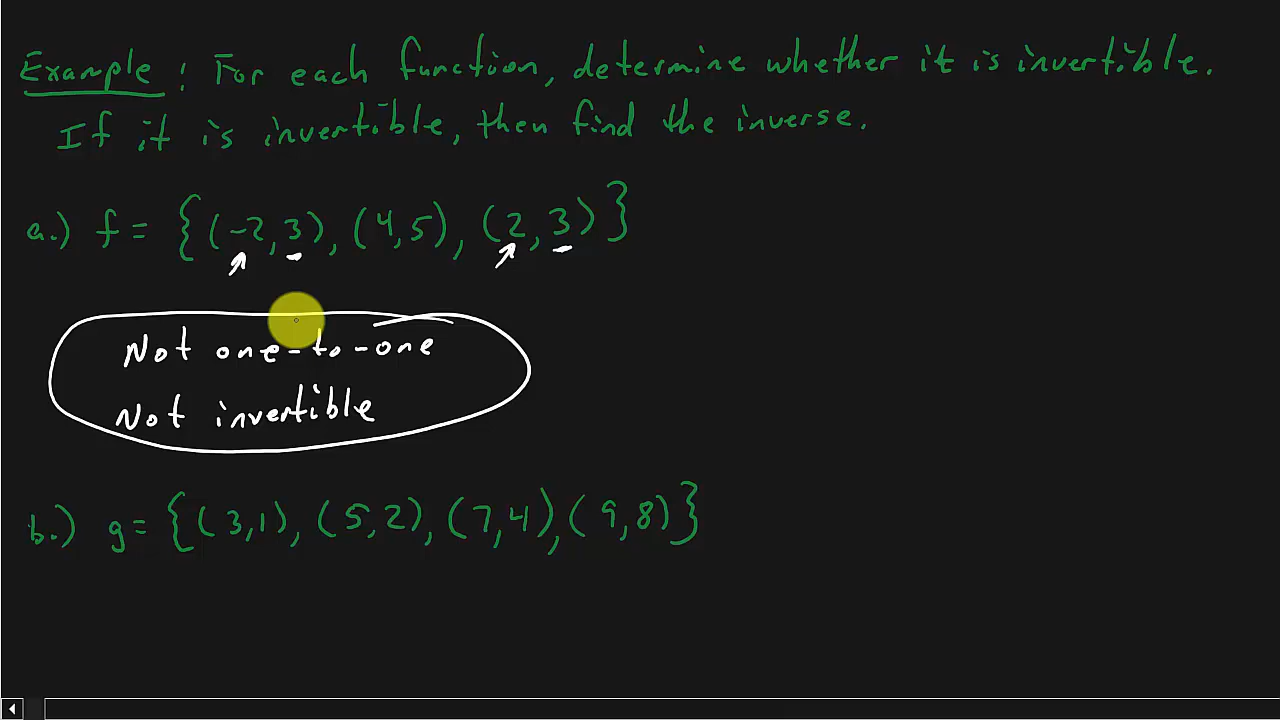 Example: For each function, determine whether it is invertible.
If it is invertible, then find the inverse.
a.) f = {(-2,3), (4,5), (2,3)}
Not one-to-one
Not invertible
b.) g = {(3,1), (5,2), (7,4), (9,8)}